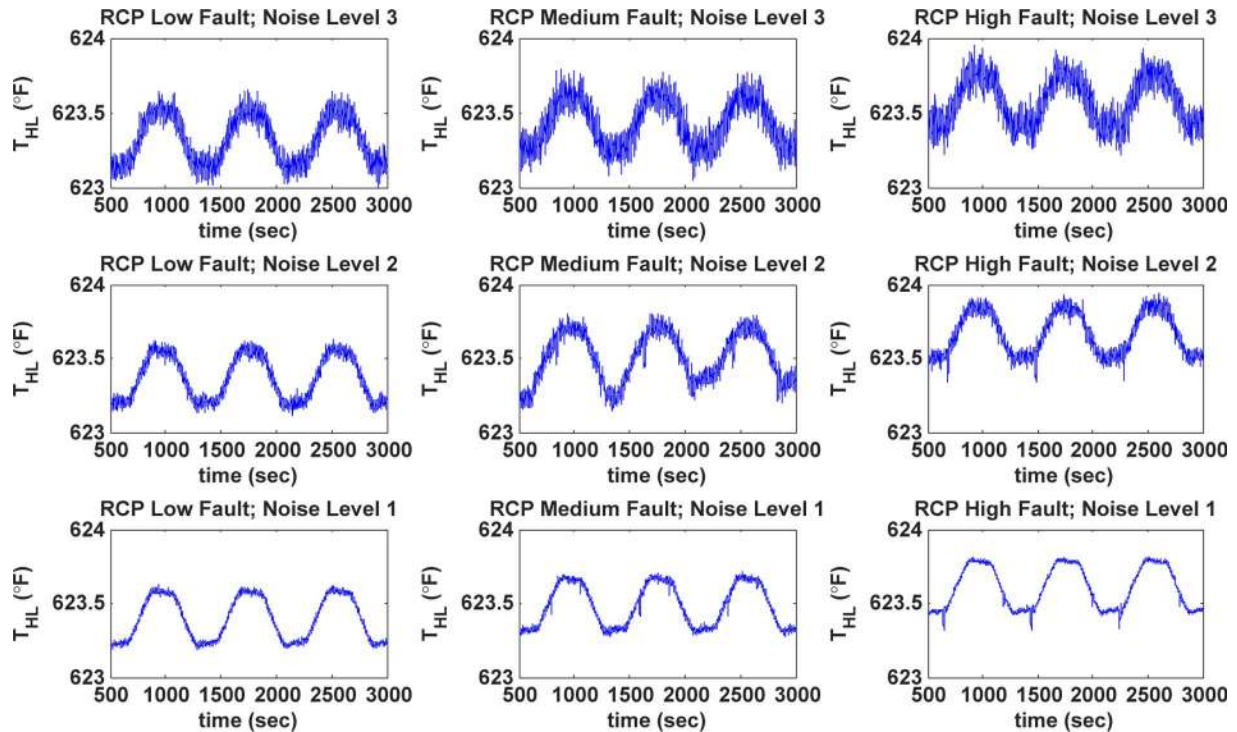 RCP Low Fault; Noise Level 3
624
623.5
623
T_HL (°F)
500 1000 1500 2000 2500 3000
time (sec)
RCP Medium Fault; Noise Level 3
624
623.5
623
T_HL (°F)
500 1000 1500 2000 2500 3000
time (sec)
RCP High Fault; Noise Level 3
624
623.5
623
T_HL (°F)
500 1000 1500 2000 2500 3000
time (sec)
RCP Low Fault; Noise Level 2
624
623.5
623
T_HL (°F)
500 1000 1500 2000 2500 3000
time (sec)
RCP Medium Fault; Noise Level 2
624
623.5
623
T_HL (°F)
500 1000 1500 2000 2500 3000
time (sec)
RCP High Fault; Noise Level 2
624
623.5
623
T_HL (°F)
500 1000 1500 2000 2500 3000
time (sec)
RCP Low Fault; Noise Level 1
624
623.5
623
T_HL (°F)
500 1000 1500 2000 2500 3000
time (sec)
RCP Medium Fault; Noise Level 1
624
623.5
623
T_HL (°F)
500 1000 1500 2000 2500 3000
time (sec)
RCP High Fault; Noise Level 1
624
623.5
623
T_HL (°F)
500 1000 1500 2000 2500 3000
time (sec)